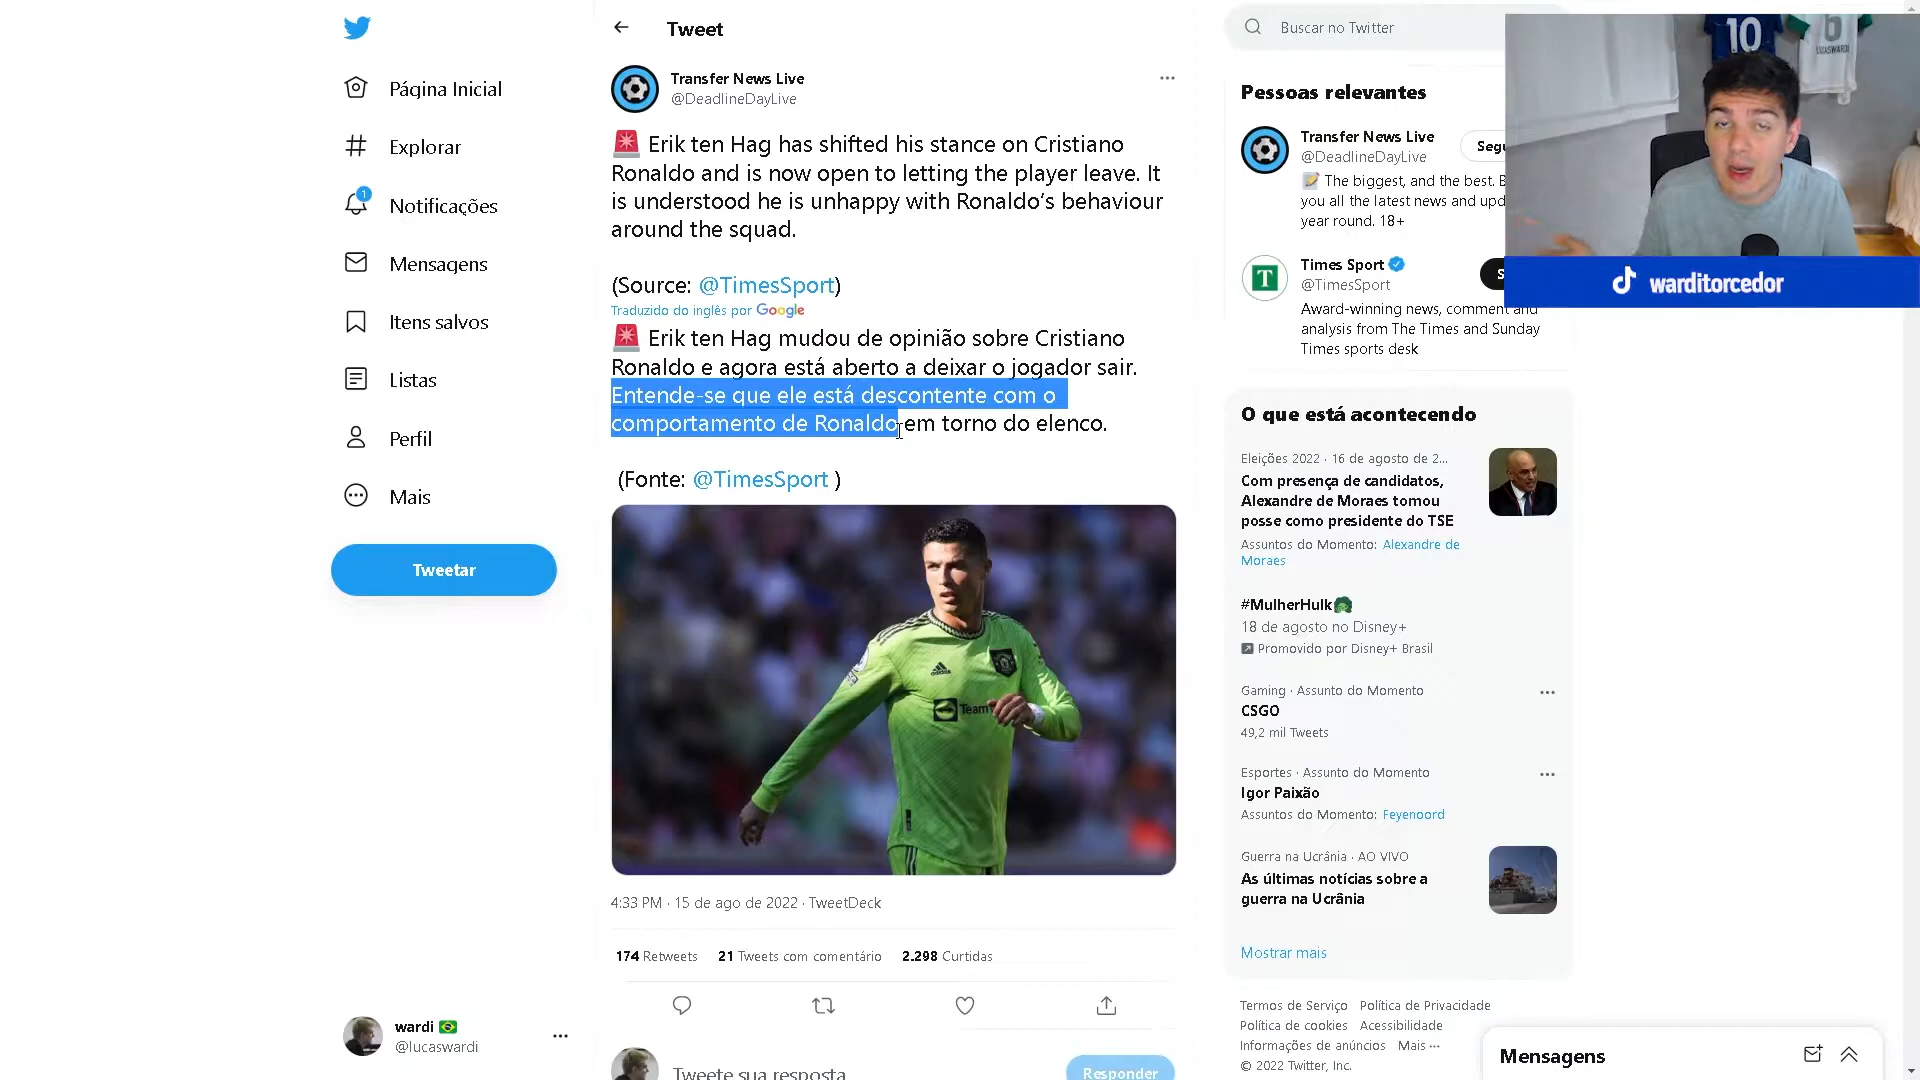 Tweet
Buscar no Twitter
Página Inicial
Explorar
1
Notificações
Mensagens
Itens salvos
Listas
Perfil
Mais
Tweetar
wardi
@lucaswardi
Transfer News Live
@DeadlineDayLive
🚨 Erik ten Hag has shifted his stance on Cristiano
Ronaldo and is now open to letting the player leave. It
is understood he is unhappy with Ronaldo’s behaviour
around the squad.
(Source: @TimesSport)
Traduzido do inglês por Google
🚨 Erik ten Hag mudou de opinião sobre Cristiano
Ronaldo e agora está aberto a deixar o jogador sair.
Entende-se que ele está descontente com o
comportamento de Ronaldo em torno do elenco.
(Fonte: @TimesSport )
adidas
Team
4:33 PM · 15 de ago de 2022 · TweetDeck
174 Retweets 21 Tweets com comentário 2.298 Curtidas
Tweete sua resposta
Responder
Pessoas relevantes
Transfer News Live
@DeadlineDayLive
Segu
📝 The biggest, and the best. B
you all the latest news and upd
year round. 18+
T
Times Sport
@TimesSport
S
Award-winning news, comment and
analysis from The Times and Sunday
Times sports desk
10
6
LUCASWARDI
warditorcedor
O que está acontecendo
Eleições 2022 · 16 de agosto de 2...
Com presença de candidatos,
Alexandre de Moraes tomou
posse como presidente do TSE
Assuntos do Momento: Alexandre de
Moraes
#MulherHulk
18 de agosto no Disney+
Promovido por Disney+ Brasil
Gaming · Assunto do Momento
CSGO
49,2 mil Tweets
Esportes · Assunto do Momento
Igor Paixão
Assuntos do Momento: Feyenoord
Guerra na Ucrânia · AO VIVO
As últimas notícias sobre a
guerra na Ucrânia
Mostrar mais
Termos de Serviço Política de Privacidade
Política de cookies Acessibilidade
Informações de anúncios Mais ···
© 2022 Twitter, Inc.
Mensagens